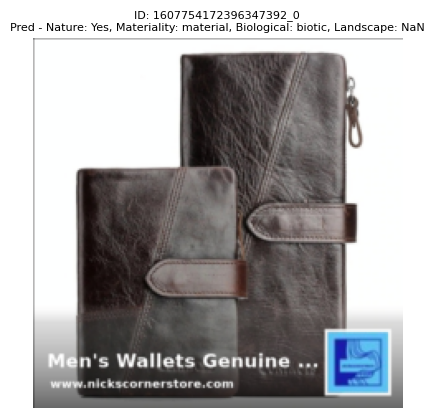 ID: 1607754172396347392_0
Pred - Nature: Yes, Materiality: material, Biological: biotic, Landscape: NaN
Men's Wallets Genuine ...
www.nickscornerstore.com